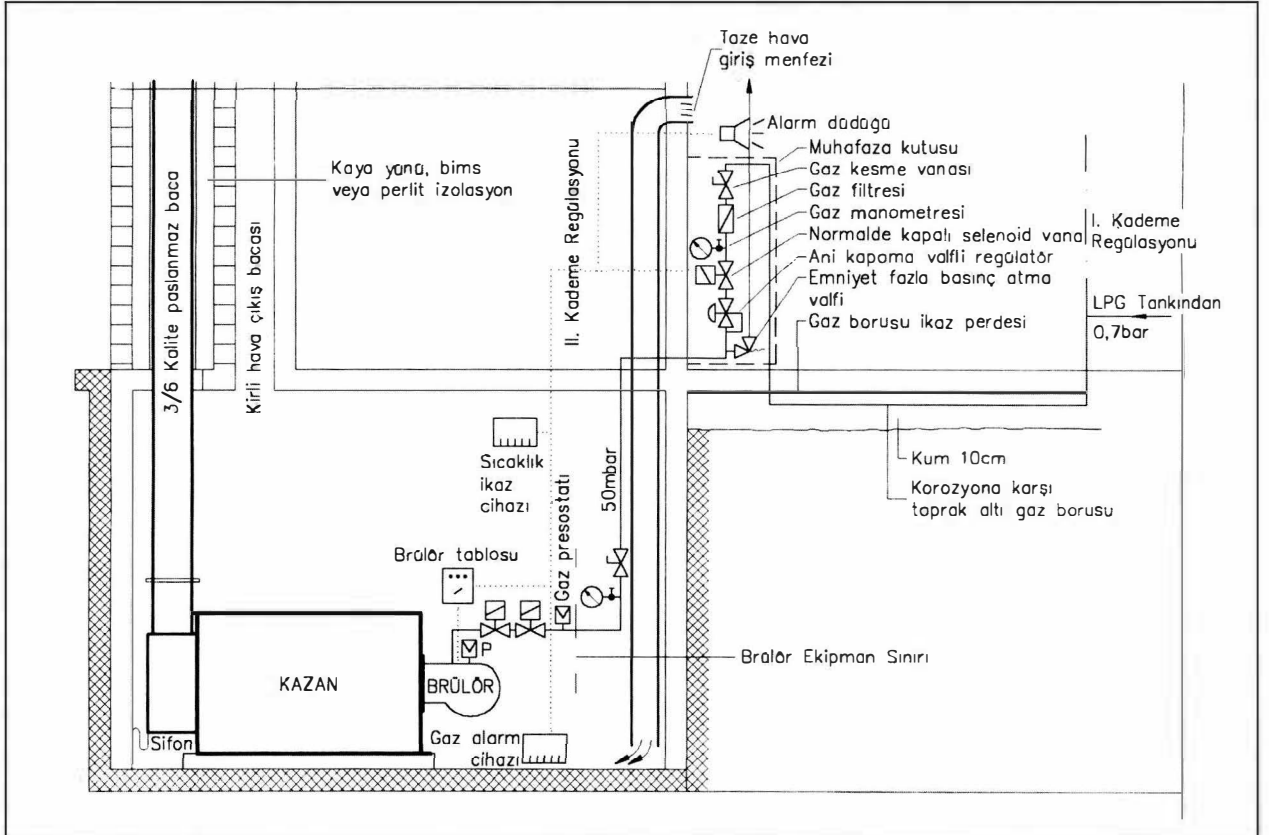 Taze hava
giriş menfezi
Alarm düdüğü
Muhafaza kutusu
Gaz kesme vanası
Gaz filtresi
Gaz manometresi
Normalde kapalı selenoid vana
Ani kapama valfli regülatör
Emniyet fazla basınç atma
valfi
Gaz borusu ikaz perdesi
I. Kademe
Regülasyonu
LPG Tankından
0,7bar
Kaya yünü, bims
veya perlit izolasyon
3/6 Kalite paslanmaz baca
Kirli hava çıkış bacası
II. Kademe Regülasyonu
Kum 10cm
Korozyona karşı
toprak altı gaz borusu
Sıcaklık
ikaz
cihazı
50mbar
Gaz presostatı
Brülör tablosu
P
Brülör Ekipman Sınırı
KAZAN
BRÜLÖR
Sifon
Gaz alarm
cihazı